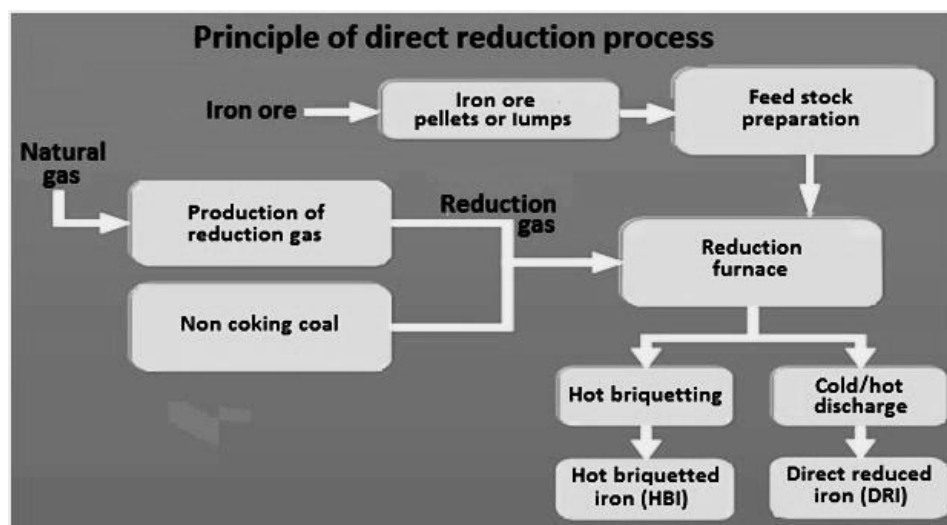 Principle of direct reduction process
Iron ore
Iron ore
pellets or lumps
Feed stock
preparation
Natural
gas
Production of
reduction gas
Reduction
gas
Reduction
furnace
Non coking coal
Hot briquetting
Cold/hot
discharge
Hot briquetted
iron (HBI)
Direct reduced
iron (DRI)